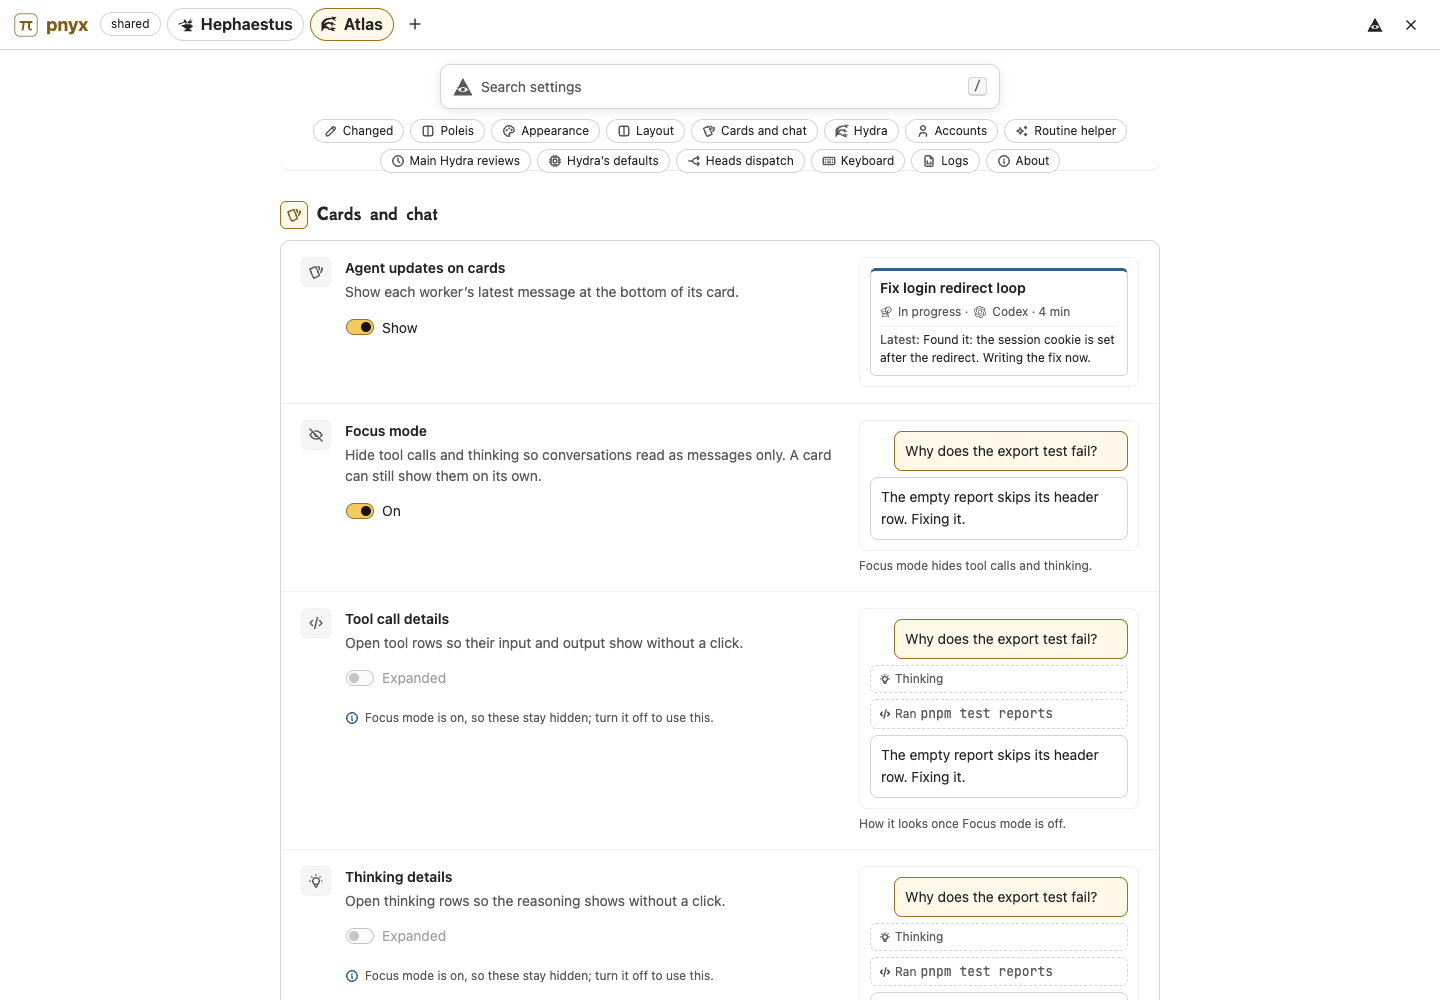 π pnyx shared Hephaestus Atlas +
Search settings /
Changed Poleis Appearance Layout Cards and chat Hydra Accounts Routine helper
Main Hydra reviews Hydra’s defaults Heads dispatch Keyboard Logs About
Cards and chat
Agent updates on cards
Show each worker’s latest message at the bottom of its card.
Show
Fix login redirect loop
In progress · Codex · 4 min
Latest: Found it: the session cookie is set
after the redirect. Writing the fix now.
Focus mode
Hide tool calls and thinking so conversations read as messages only. A card
can still show them on its own.
On
Why does the export test fail?
The empty report skips its header
row. Fixing it.
Focus mode hides tool calls and thinking.
Tool call details
Open tool rows so their input and output show without a click.
Expanded
Focus mode is on, so these stay hidden; turn it off to use this.
Why does the export test fail?
Thinking
Ran pnpm test reports
The empty report skips its header
row. Fixing it.
How it looks once Focus mode is off.
Thinking details
Open thinking rows so the reasoning shows without a click.
Expanded
Focus mode is on, so these stay hidden; turn it off to use this.
Why does the export test fail?
Thinking
Ran pnpm test reports